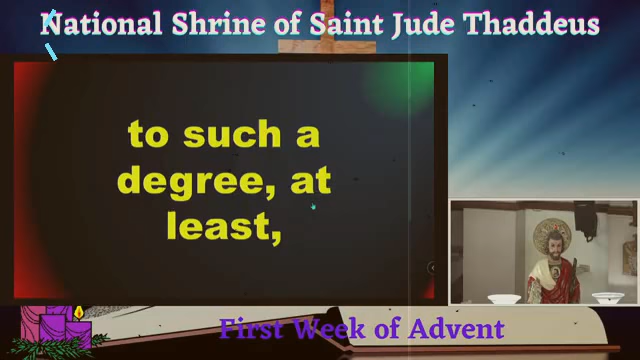 National Shrine of Saint Jude Thaddeus
to such a
degree, at
least,
First Week of Advent